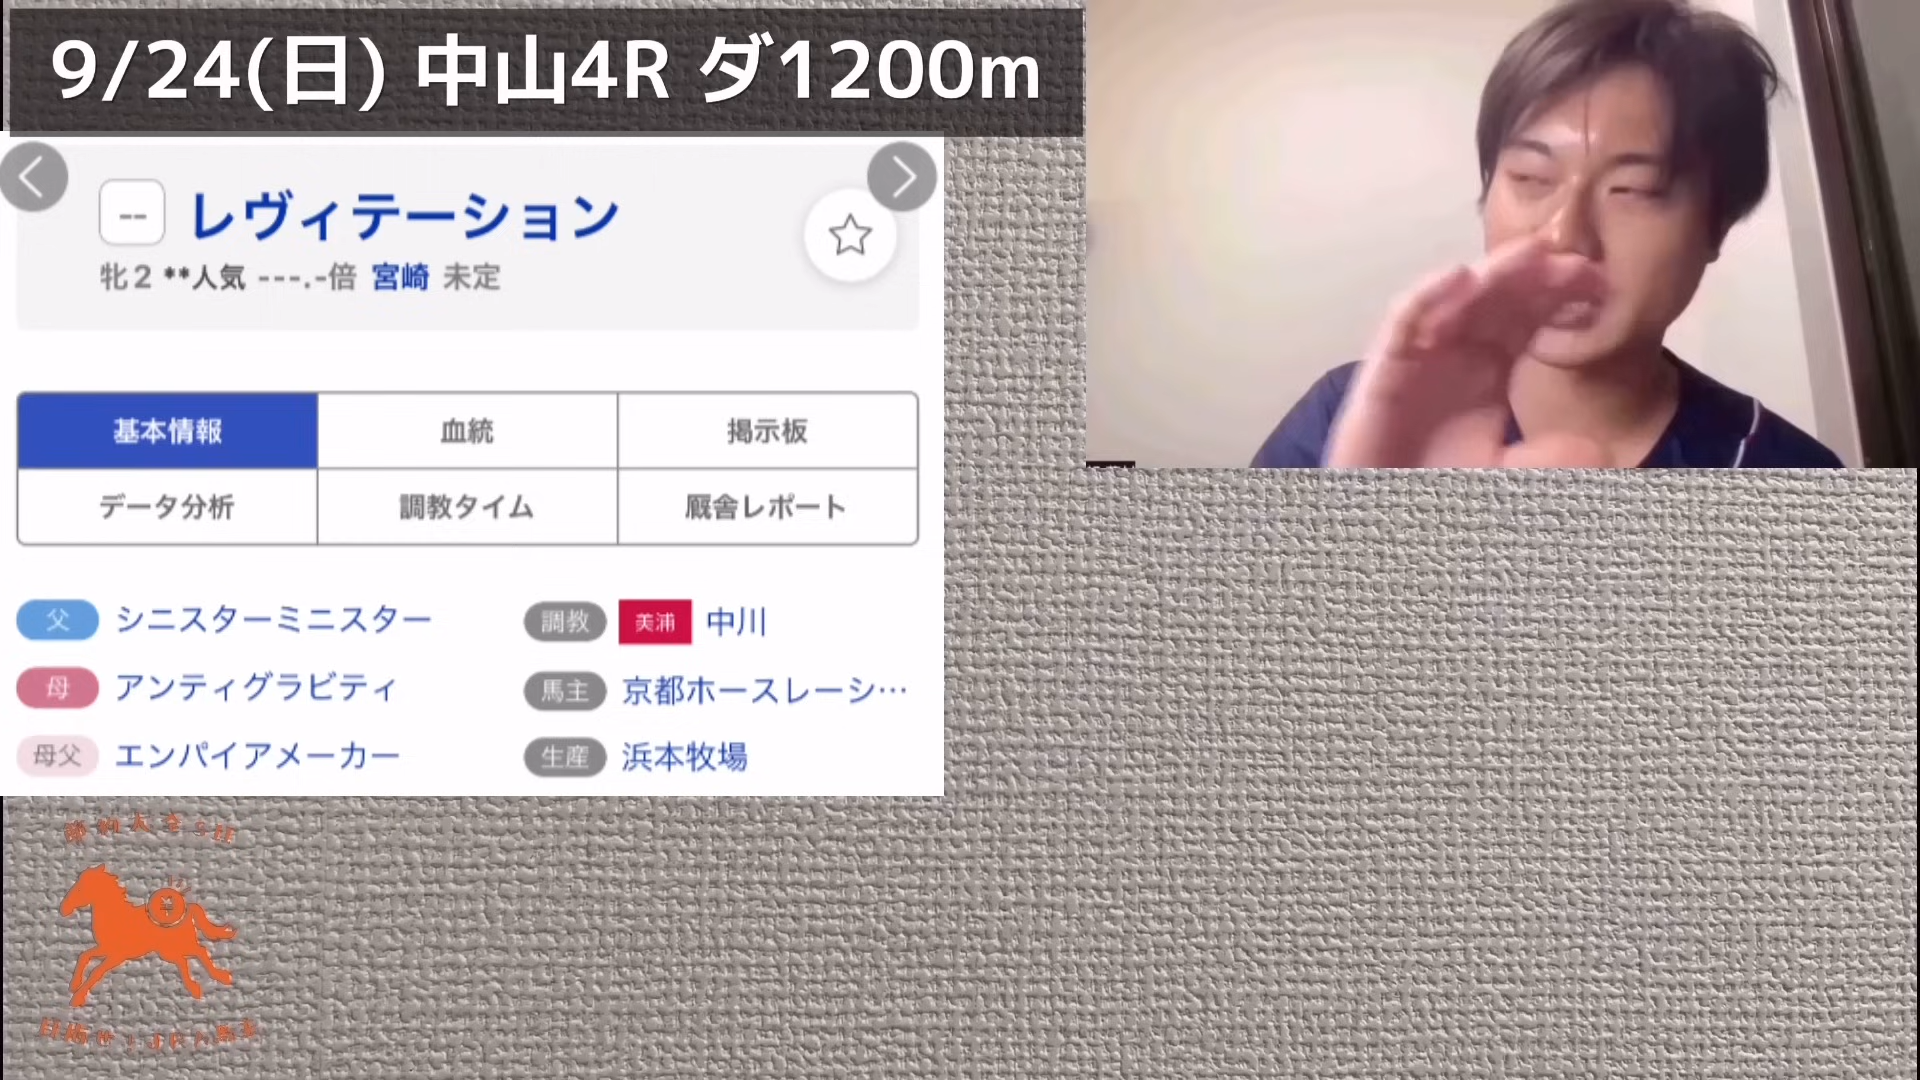 9/24(日) 中山4R ダ1200m
--
レヴィテーション
牝2 **人気 ---.-倍 宮崎 未定
基本情報
血統
掲示板
データ分析
調教タイム
厩舎レポート
父 シニスターミニスター
調教 美浦 中川
母 アンティグラビティ
馬主 京都ホースレーシ…
母父 エンパイアメーカー
生産 浜本牧場